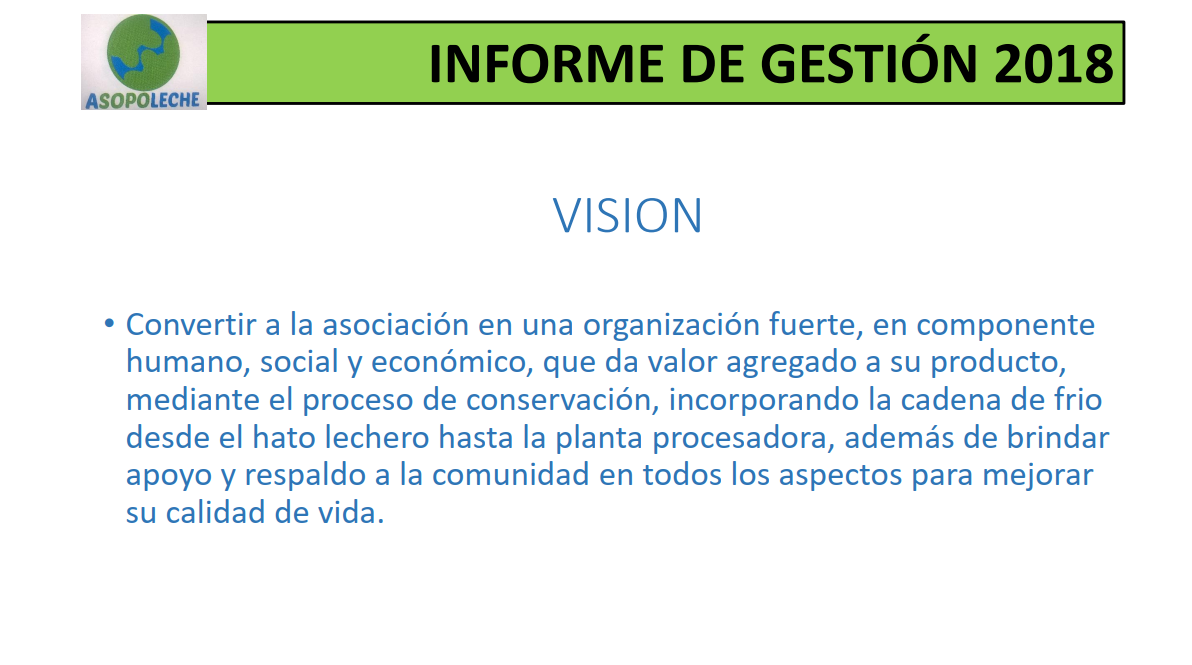 ASOPOLECHE
INFORME DE GESTIÓN 2018
VISION
• Convertir a la asociación en una organización fuerte, en componente
humano, social y económico, que da valor agregado a su producto,
mediante el proceso de conservación, incorporando la cadena de frio
desde el hato lechero hasta la planta procesadora, además de brindar
apoyo y respaldo a la comunidad en todos los aspectos para mejorar
su calidad de vida.